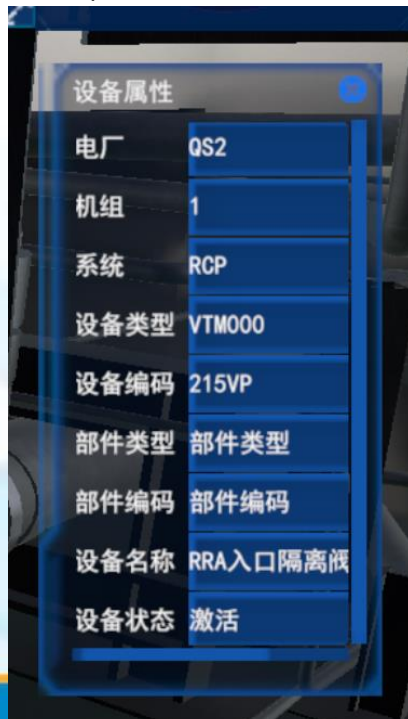 设备属性
电厂 QS2
机组 1
系统 RCP
设备类型 VTM000
设备编码 215VP
部件类型 部件类型
部件编码 部件编码
设备名称 RRA入口隔离阀
设备状态 激活